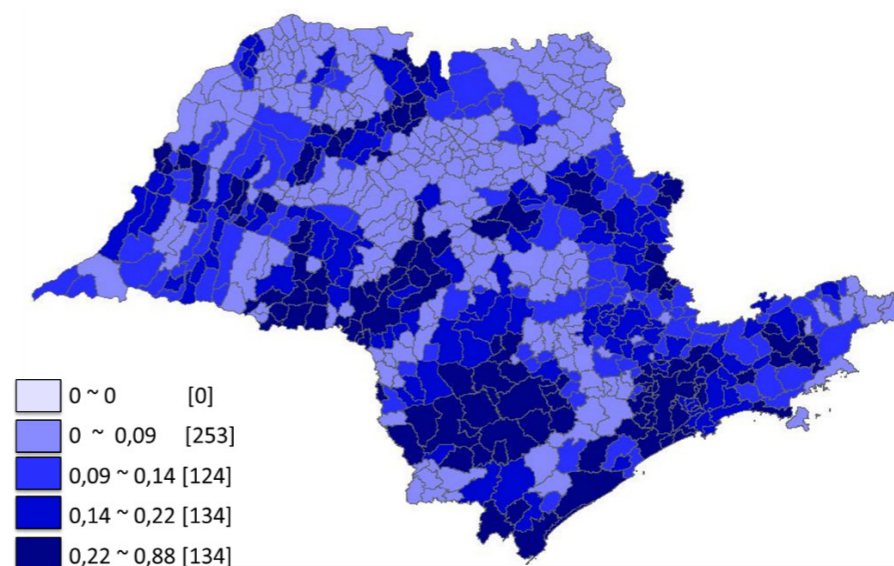 0 ~ 0 [0]
0 ~ 0,09 [253]
0,09 ~ 0,14 [124]
0,14 ~ 0,22 [134]
0,22 ~ 0,88 [134]